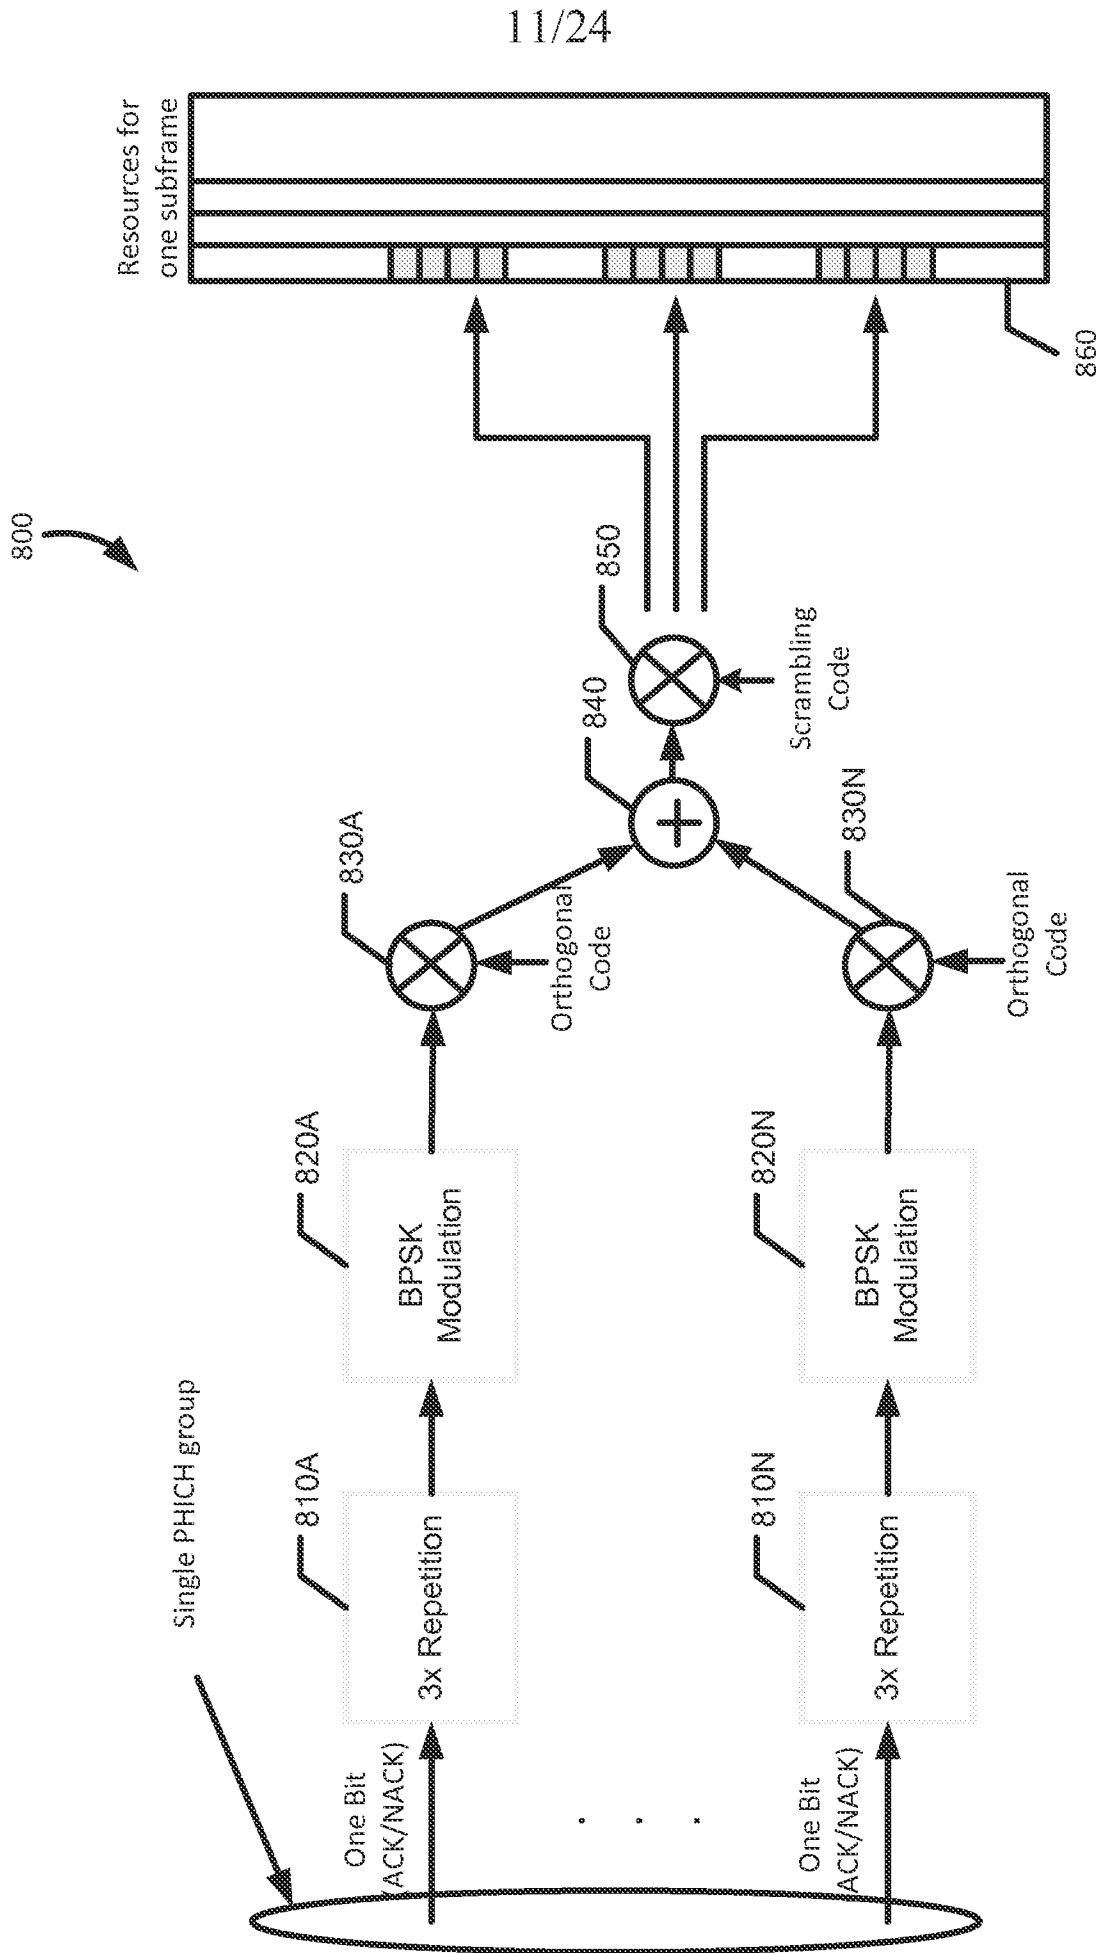 11/24
800
Single PHICH group
One Bit
(ACK/NACK)
3x Repetition
810A
BPSK
Modulation
820A
830A
Orthogonal
Code
. . .
One Bit
ACK/NACK)
3x Repetition
810N
BPSK
Modulation
820N
830N
Orthogonal
Code
840
850
Scrambling
Code
Resources for
one subframe
860